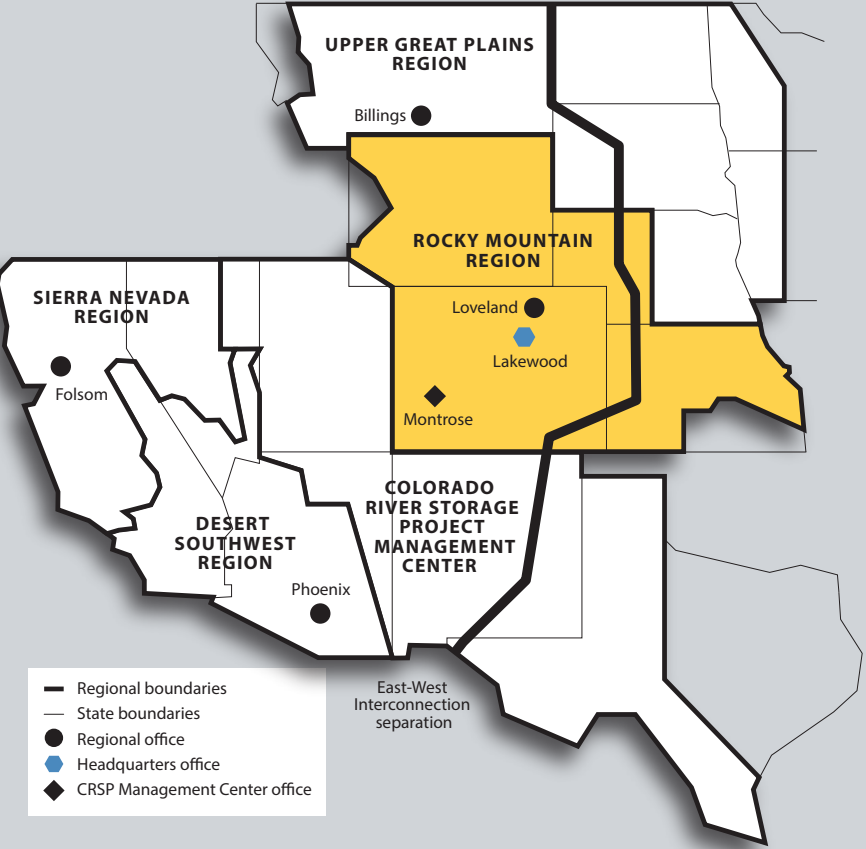 UPPER GREAT PLAINS
REGION
Billings
ROCKY MOUNTAIN
REGION
SIERRA NEVADA
REGION
Loveland
Lakewood
Folsom
Montrose
COLORADO
RIVER STORAGE
PROJECT
MANAGEMENT
CENTER
DESERT
SOUTHWEST
REGION
Phoenix
East-West
Interconnection
separation
Regional boundaries
State boundaries
Regional office
Headquarters office
CRSP Management Center office